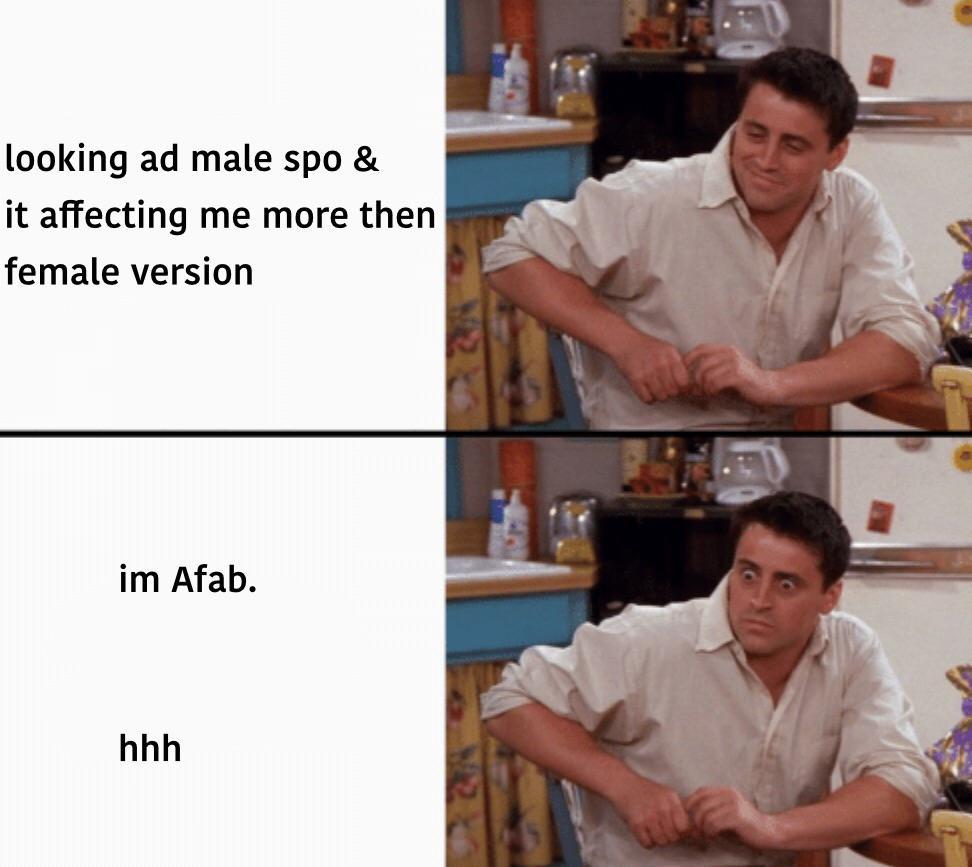 looking ad male spo &
it affecting me more then
female version
im Afab.
hhh